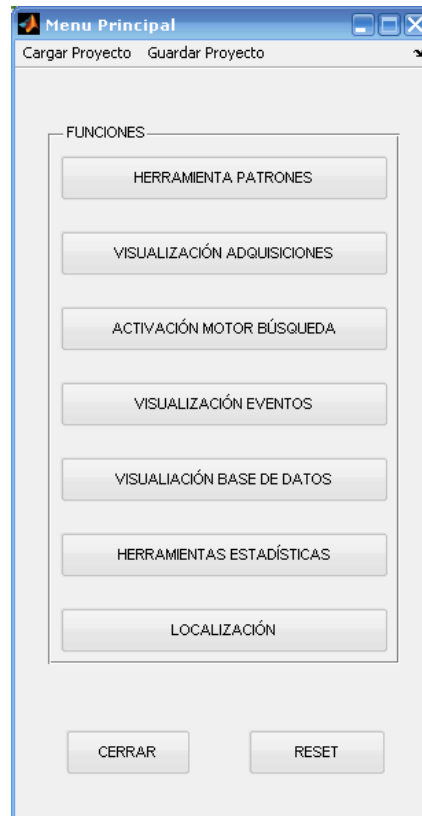 Menu Principal
Cargar Proyecto Guardar Proyecto
FUNCIONES
HERRAMIENTA PATRONES
VISUALIZACIÓN ADQUISICIONES
ACTIVACIÓN MOTOR BÚSQUEDA
VISUALIZACIÓN EVENTOS
VISUALIACIÓN BASE DE DATOS
HERRAMIENTAS ESTADÍSTICAS
LOCALIZACIÓN
CERRAR RESET